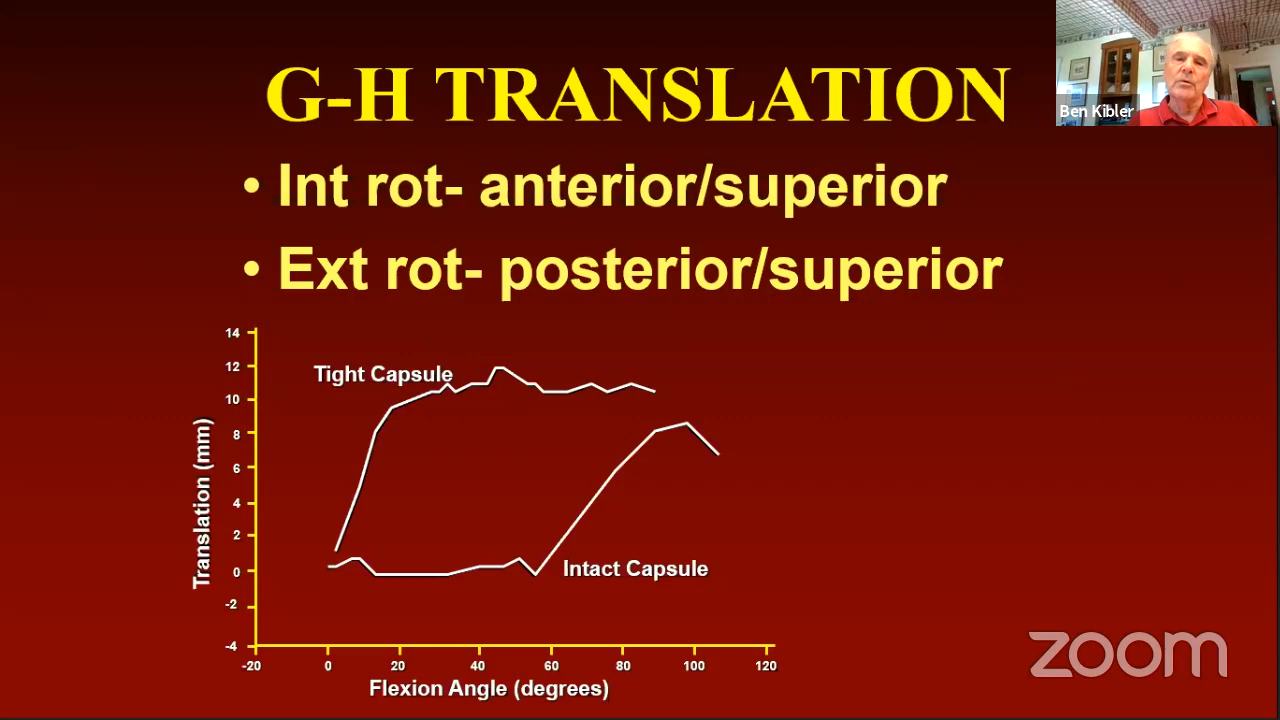 G-H TRANSLATION
Ben Kibler
• Int rot- anterior/superior
• Ext rot- posterior/superior
14
12
10
8
6
4
2
0
-2
-4
Translation (mm)
Tight Capsule
Intact Capsule
-20 0 20 40 60 80 100 120
Flexion Angle (degrees)
zoom